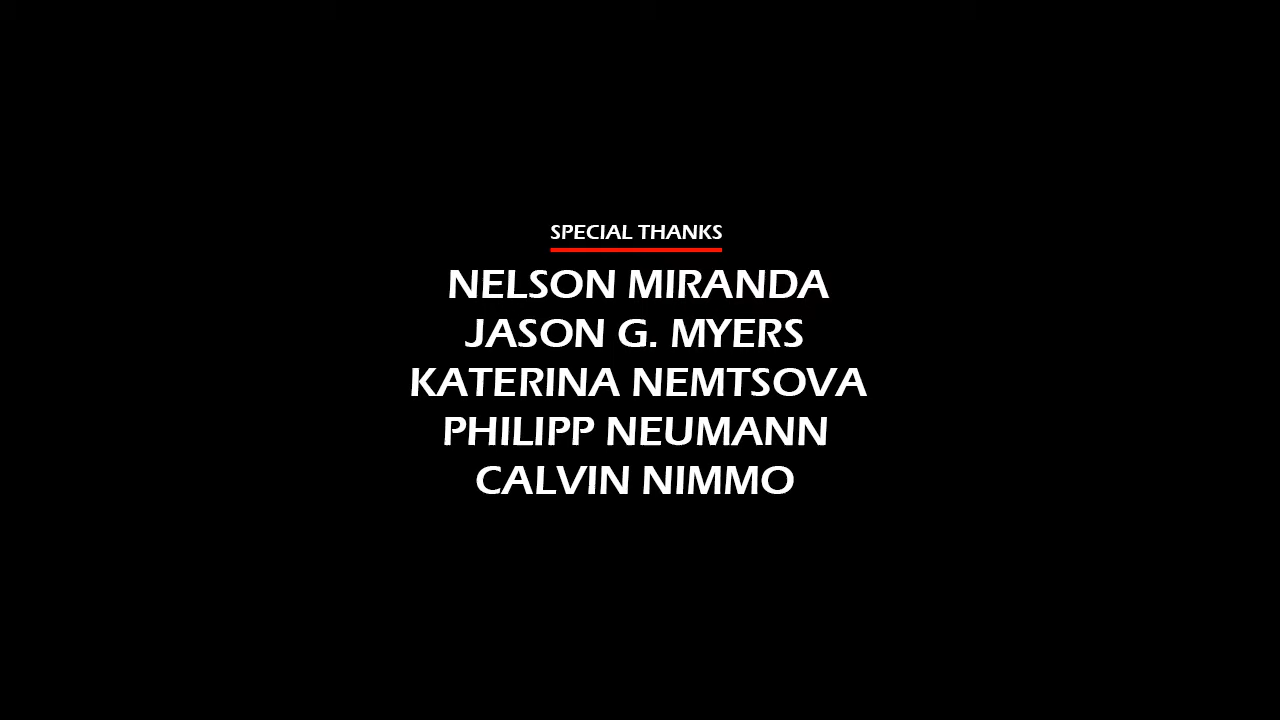 SPECIAL THANKS
NELSON MIRANDA
JASON G. MYERS
KATERINA NEMTSOVA
PHILIPP NEUMANN
CALVIN NIMMO